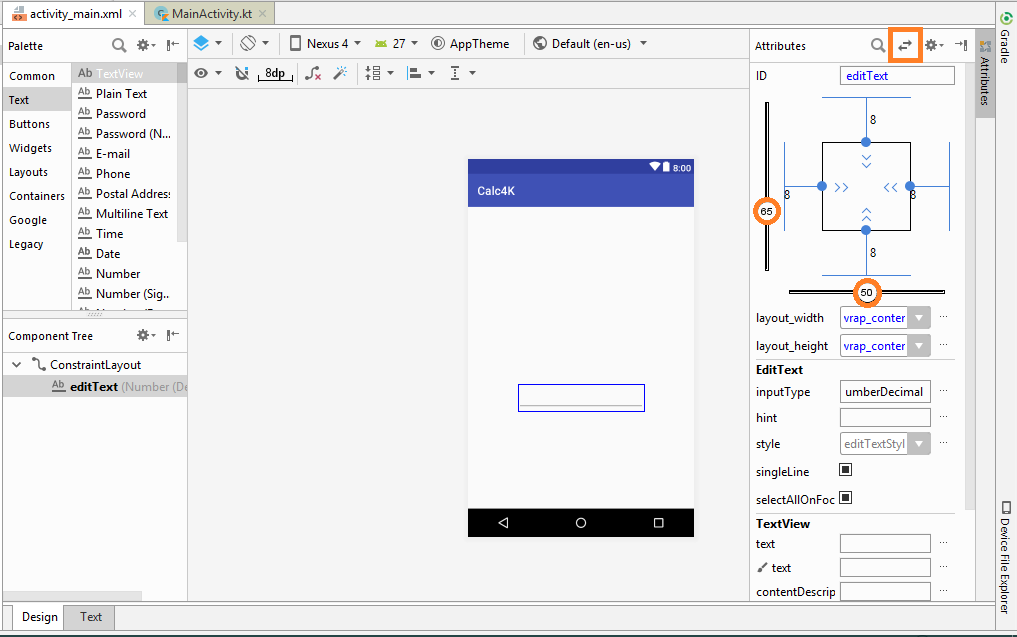 activity_main.xml
MainActivity.kt
Palette
Common
Text
Buttons
Widgets
Layouts
Containers
Google
Legacy
Ab TextView
Ab Plain Text
Ab Password
Ab Password (N...
Ab E-mail
Ab Phone
Ab Postal Address
Ab Multiline Text
Ab Time
Ab Date
Ab Number
Ab Number (Sig..
Component Tree
ConstraintLayout
Ab editText (Number (De
Nexus 4
27
AppTheme
Default (en-us)
8dp
8:00
Calc4K
Attributes
ID editText
8
8
8
8
65
50
layout_width vrap_conter ...
layout_height vrap_conter ...
EditText
inputType umberDecimal ...
hint ...
style editTextStyl ...
singleLine
selectAllOnFoc
TextView
text ...
text ...
contentDescrip ...
Gradle
Attributes
Device File Explorer
Design
Text